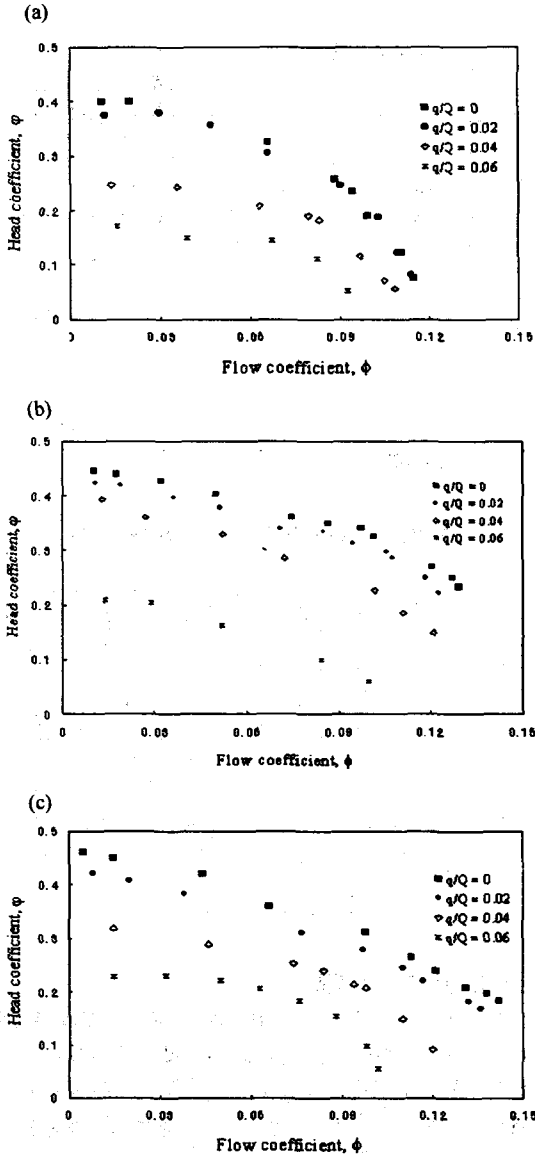 (a)
0.5
0.4
0.3
0.2
0.1
0
Head coefficient, φ
q/Q = 0
q/Q = 0.02
q/Q = 0.04
q/Q = 0.06
0 0.03 0.06 0.09 0.12 0.15
Flow coefficient, ϕ
(b)
0.5
0.4
0.3
0.2
0.1
0
Head coefficient, φ
q/Q = 0
q/Q = 0.02
q/Q = 0.04
q/Q = 0.06
0 0.03 0.06 0.09 0.12 0.15
Flow coefficient, ϕ
(c)
0.5
0.4
0.3
0.2
0.1
0
Head coefficient, φ
q/Q = 0
q/Q = 0.02
q/Q = 0.04
q/Q = 0.06
0 0.03 0.06 0.09 0.12 0.15
Flow coefficient, ϕ